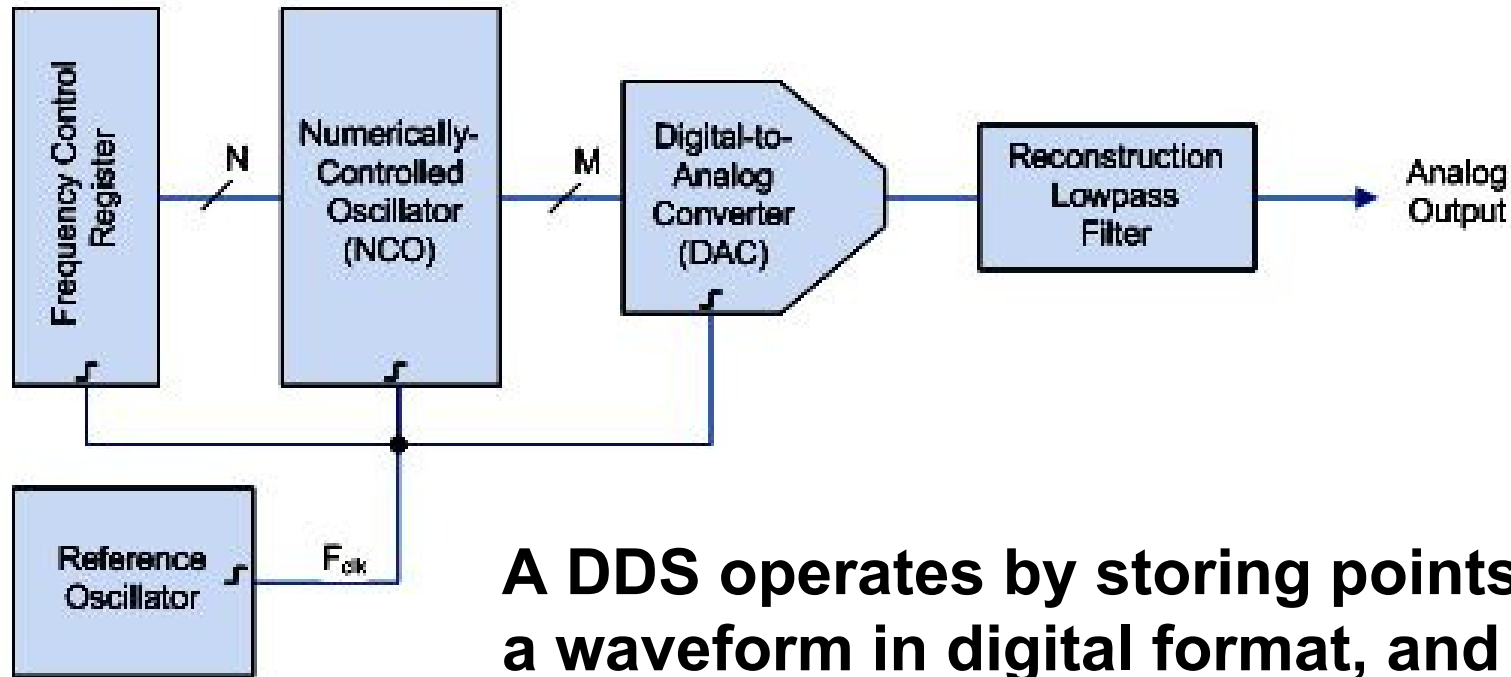 Frequency Control
Register
N
Numerically-
Controlled
Oscillator
(NCO)
M
Digital-to-
Analog
Converter
(DAC)
Reconstruction
Lowpass
Filter
Analog
Output
Reference
Oscillator
Fclk
A DDS operates by storing points
a waveform in digital format, and